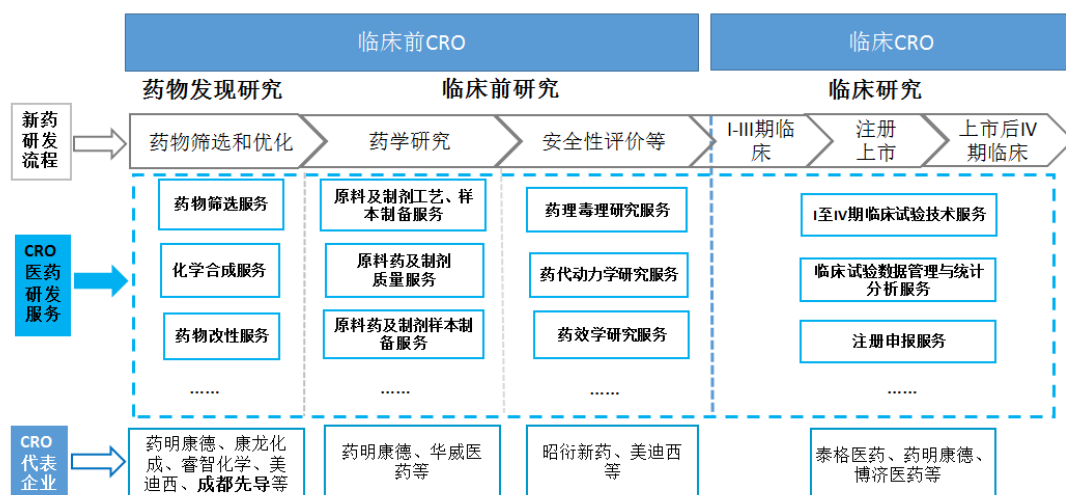 临床前CRO
临床CRO
药物发现研究
临床前研究
临床研究
新药
研发
流程
药物筛选和优化
药学研究
安全性评价等
I-III期临
床
注册
上市
上市后IV
期临床
CRO
医药
研发
服务
药物筛选服务
化学合成服务
药物改性服务
……
原料及制剂工艺、样
本制备服务
原料药及制剂
质量服务
原料药及制剂样本制
备服务
……
药理毒理研究服务
药代动力学研究服务
药效学研究服务
……
I至IV期临床试验技术服务
临床试验数据管理与统计
分析服务
注册申报服务
……
CRO
代表
企业
药明康德、康龙化
成、睿智化学、美
迪西、成都先导等
药明康德、华威医
药等
昭衍新药、美迪西
等
泰格医药、药明康德、
博济医药等